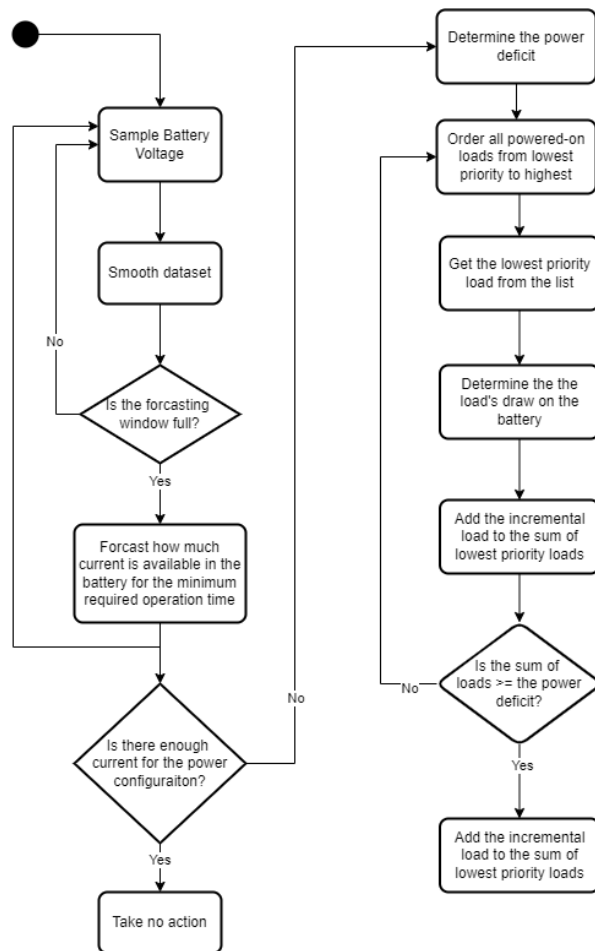 Sample Battery
Voltage
Smooth dataset
No
Is the forcasting
window full?
Yes
Forcast how much
current is available in the
battery for the minimum
required operation time
Is there enough
current for the power
configuraiton?
No
Yes
Take no action
Determine the power
deficit
Order all powered-on
loads from lowest
priority to highest
Get the lowest priority
load from the list
Determine the the
load's draw on the
battery
Add the incremental
load to the sum of
lowest priority loads
Is the sum of
loads >= the power
deficit?
No
Yes
Add the incremental
load to the sum of
lowest priority loads